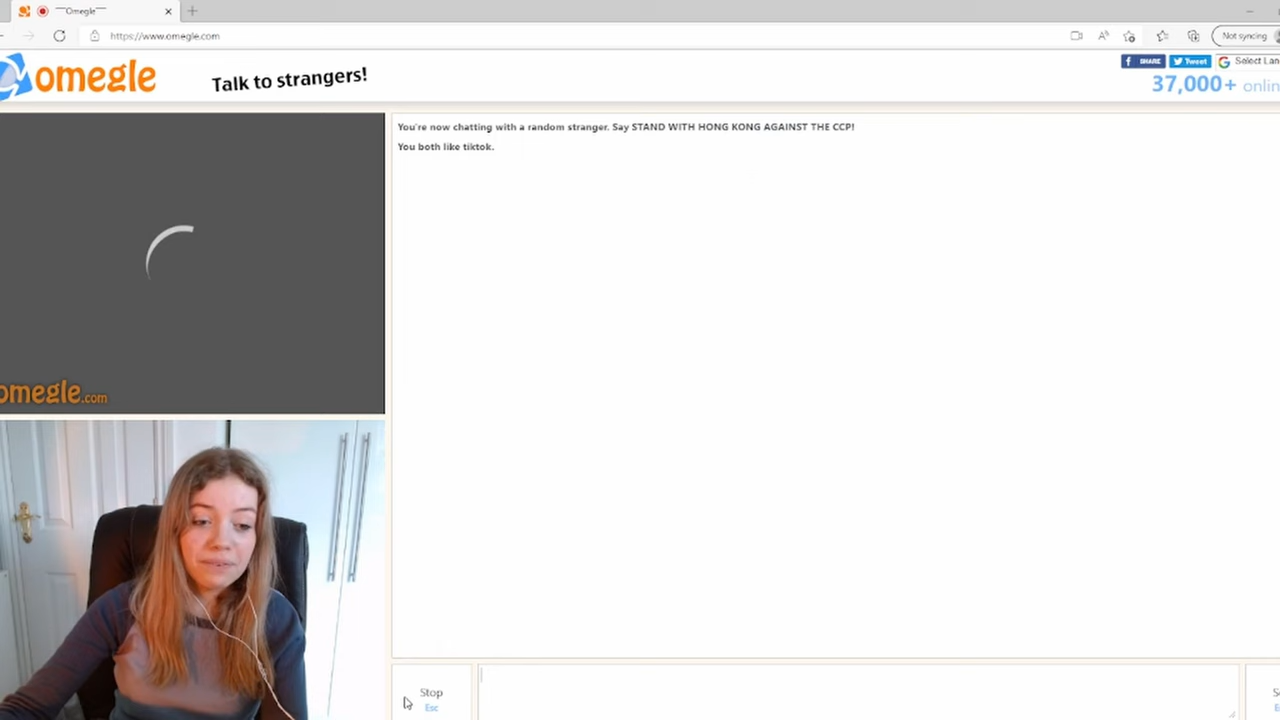 Omegle
https://www.omegle.com
Not syncing
omegle
Talk to strangers!
SHARE
Tweet
Select Lan
37,000+ onlin
You're now chatting with a random stranger. Say STAND WITH HONG KONG AGAINST THE CCP!
You both like tiktok.
omegle.com
Stop
Esc